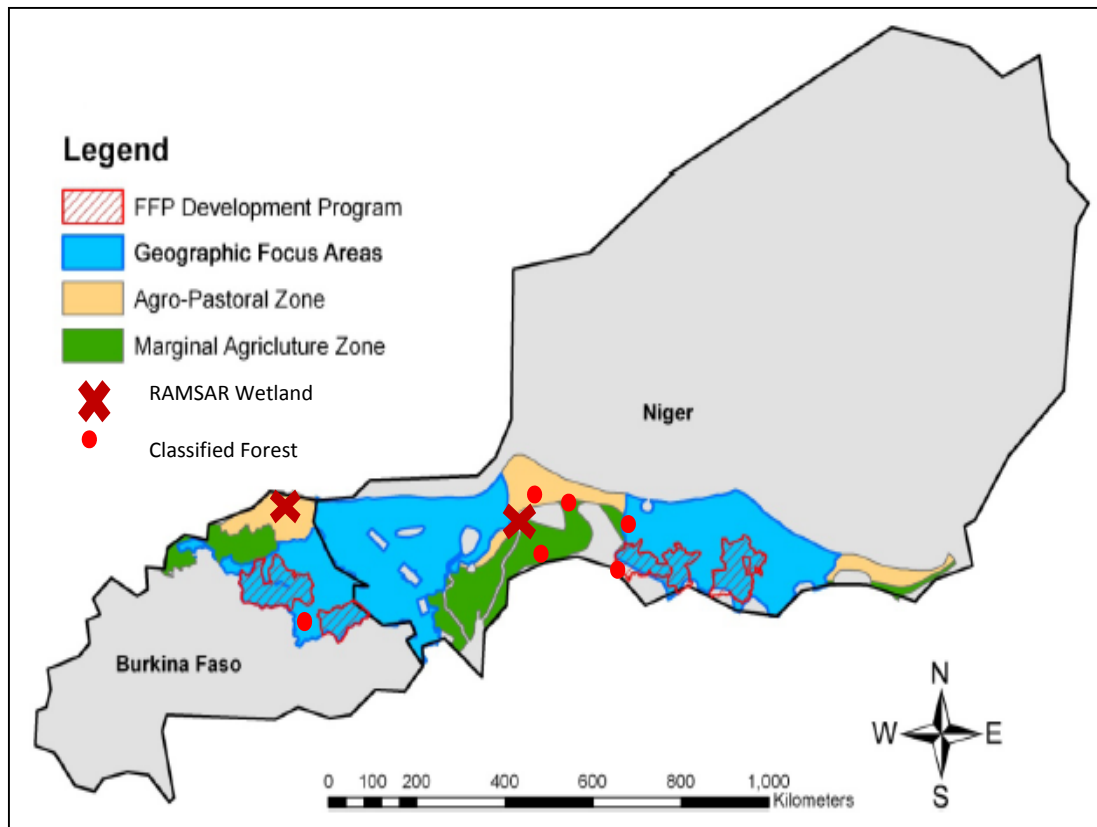 Legend
FFP Development Program
Geographic Focus Areas
Agro-Pastoral Zone
Marginal Agricluture Zone
RAMSAR Wetland
Classified Forest
Niger
Burkina Faso
N
W E
S
0 100 200 400 600 800 1,000
Kilometers